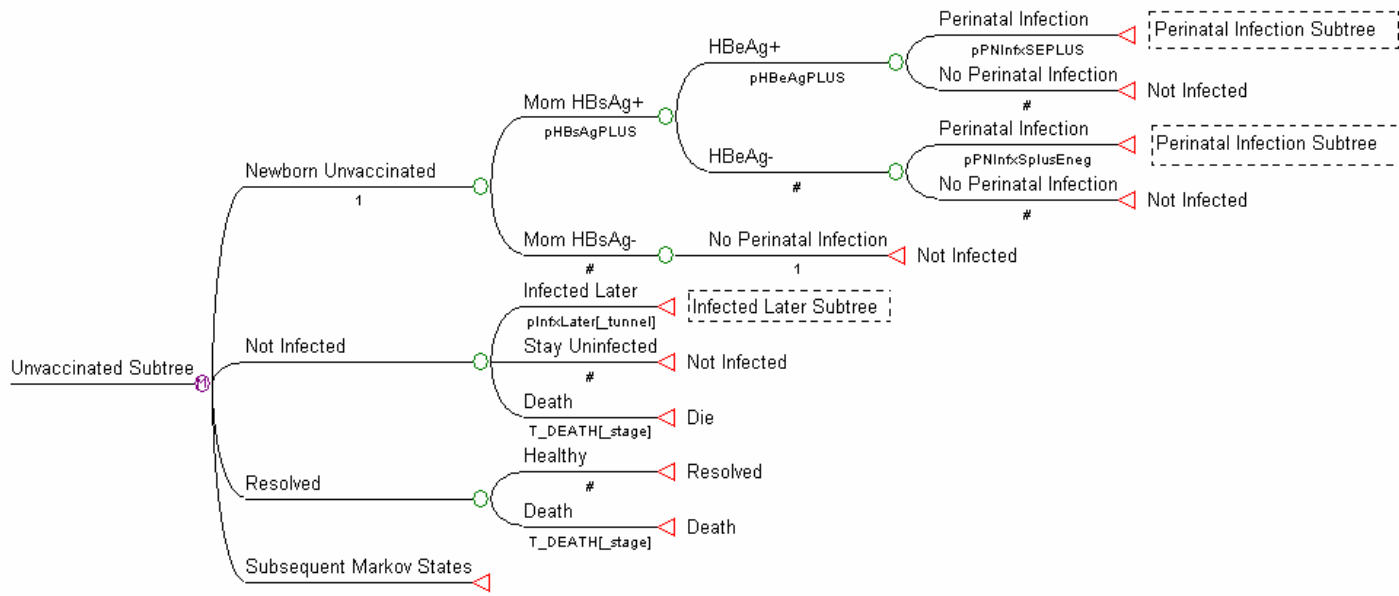 Perinatal Infection
Perinatal Infection Subtree
pPNInfxSEPLUS
HBeAg+
pHBeAgPLUS
No Perinatal Infection
Not Infected
#
Mom HBsAg+
pHBsAgPLUS
Perinatal Infection
Perinatal Infection Subtree
pPNInfxSplusEneg
HBeAg-
#
No Perinatal Infection
Not Infected
#
Newborn Unvaccinated
1
Mom HBsAg-
#
No Perinatal Infection
1
Not Infected
Infected Later
Infected Later Subtree
pInfxLater[_tunnel]
Not Infected
Stay Uninfected
#
Not Infected
Unvaccinated Subtree
M
Death
Die
T_DEATH[_stage]
Healthy
#
Resolved
Resolved
Death
Death
T_DEATH[_stage]
Subsequent Markov States